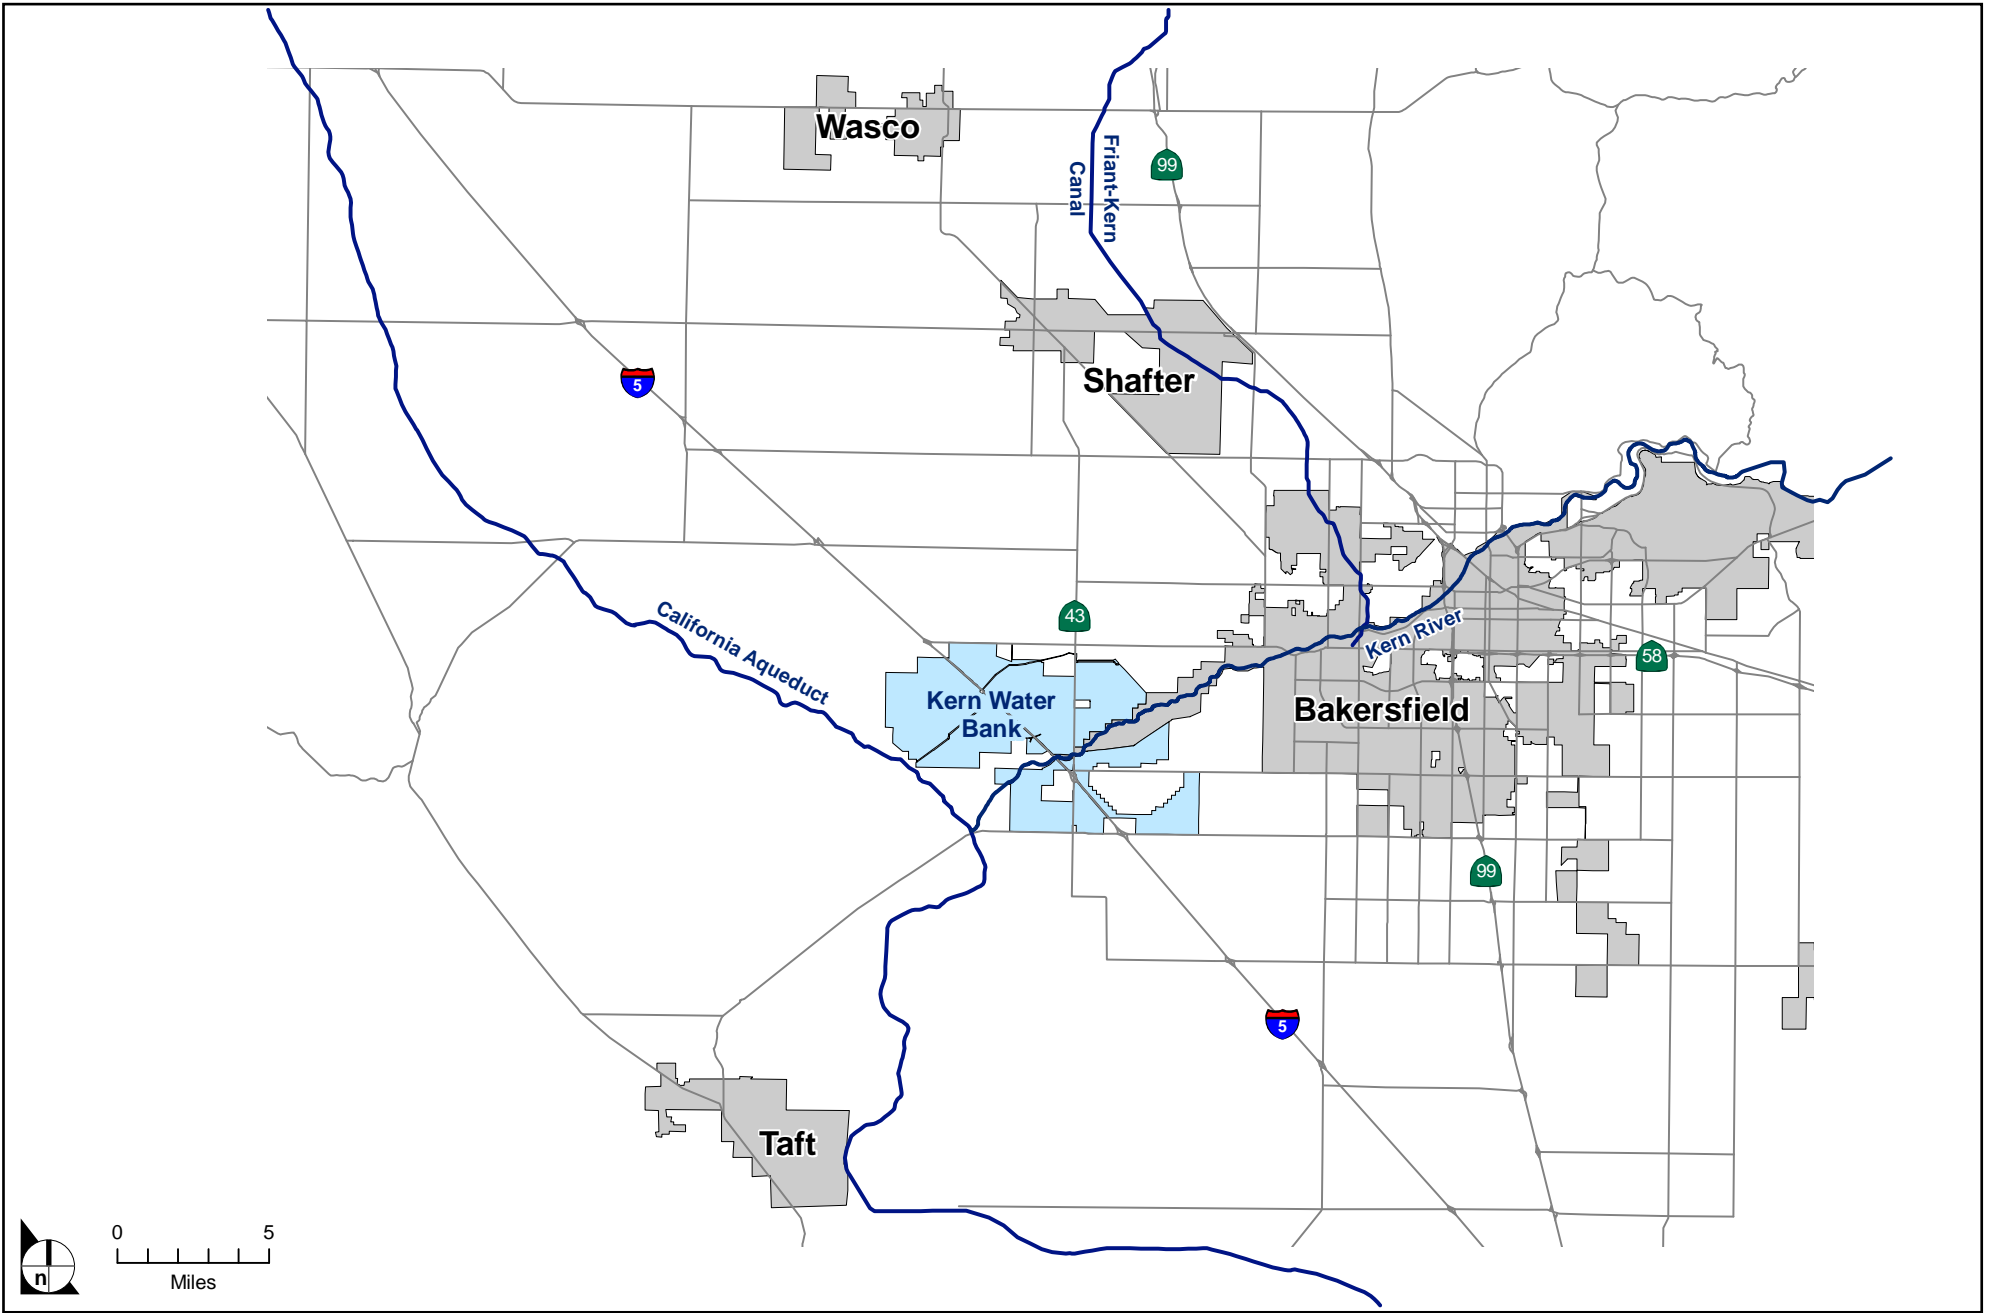 Wasco
Friant-Kern
Canal
99
5
Shafter
43
California Aqueduct
Kern River
58
Kern Water
Bank
Bakersfield
99
5
Taft
0 5
Miles
n